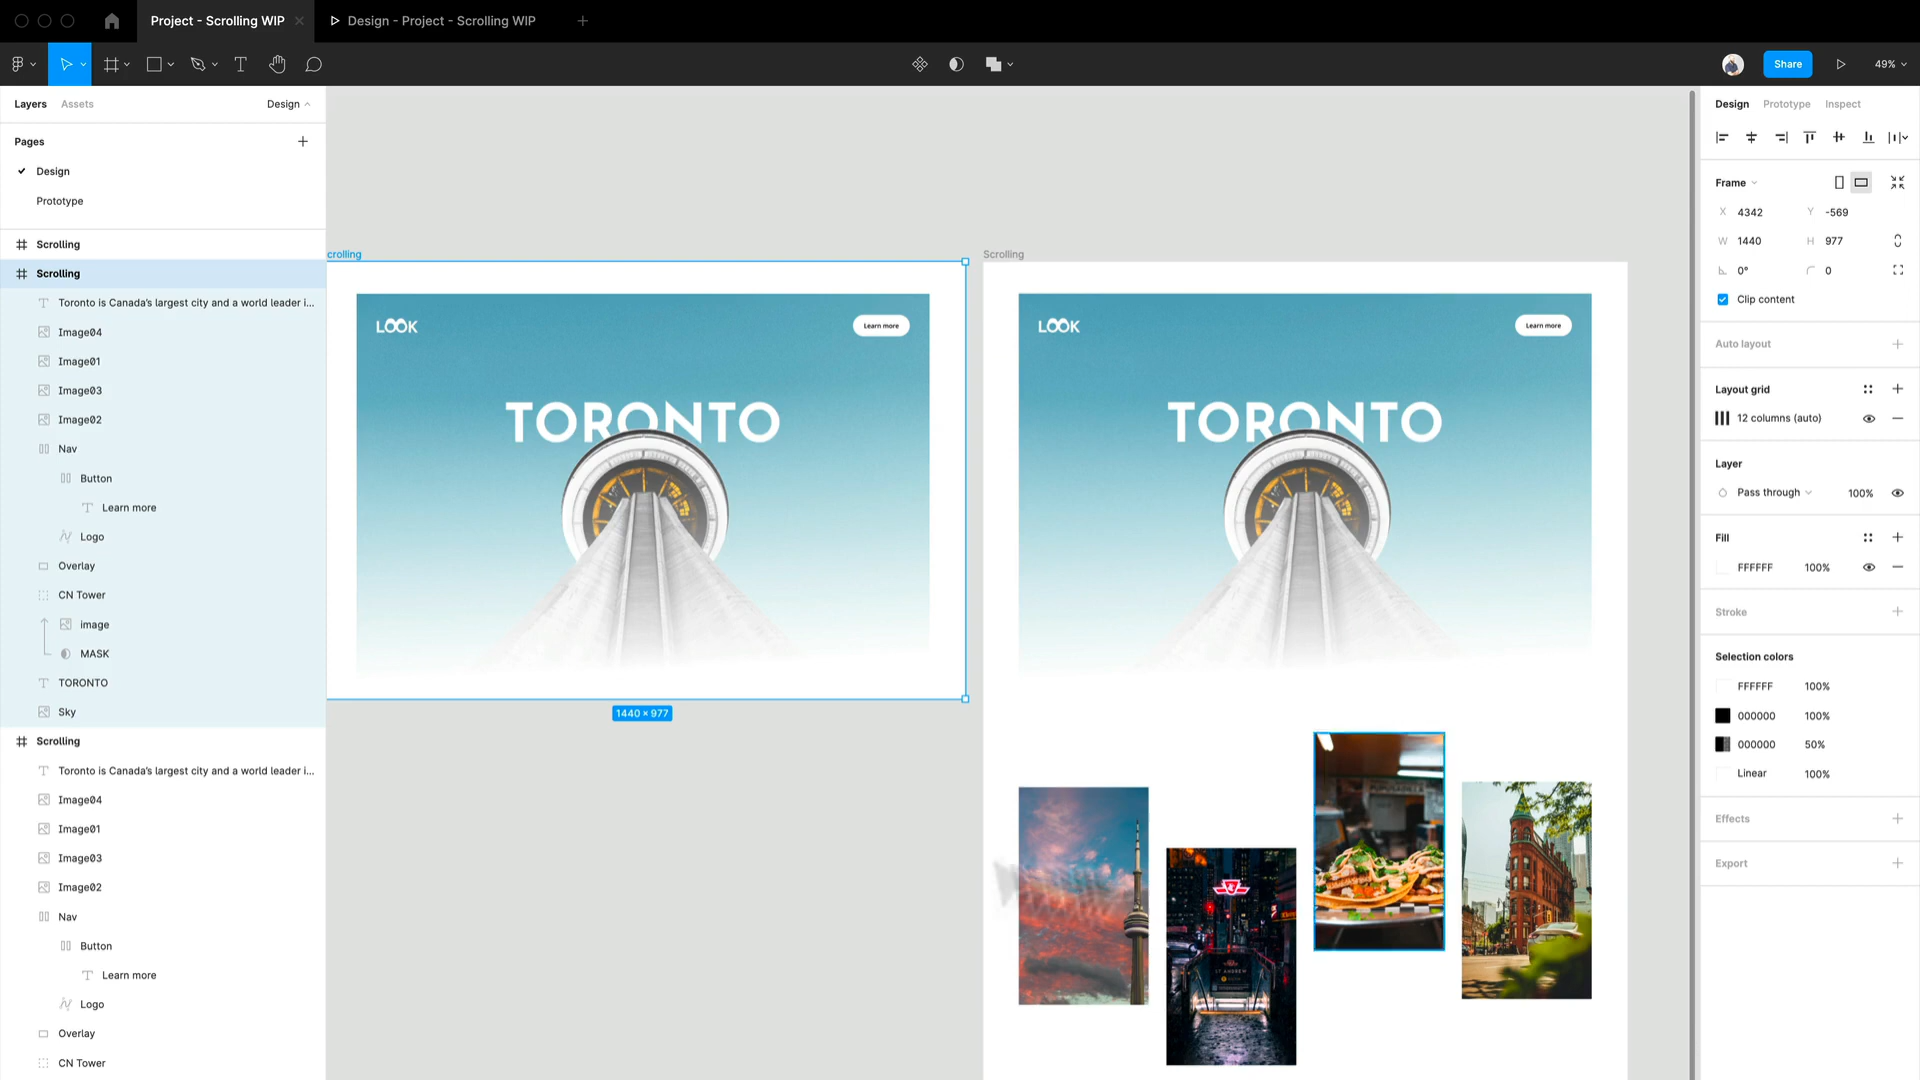 Project - Scrolling WIP
Design - Project - Scrolling WIP
Share
49%
Layers
Assets
Design
Pages
Design
Prototype
Scrolling
Scrolling
Toronto is Canada's largest city and a world leader i...
Image04
Image01
Image03
Image02
Nav
Button
Learn more
Logo
Overlay
CN Tower
image
MASK
TORONTO
Sky
Scrolling
Toronto is Canada's largest city and a world leader i...
Image04
Image01
Image03
Image02
Nav
Button
Learn more
Logo
Overlay
CN Tower
crolling
LOOK
Learn more
TORONTO
1440 × 977
Scrolling
LOOK
Learn more
TORONTO
ST ANDREW
Design
Prototype
Inspect
Frame
X 4342
Y -569
W 1440
H 977
0°
0
Clip content
Auto layout
Layout grid
12 columns (auto)
Layer
Pass through
100%
Fill
FFFFFF
100%
Stroke
Selection colors
FFFFFF
100%
000000
100%
000000
50%
Linear
100%
Effects
Export